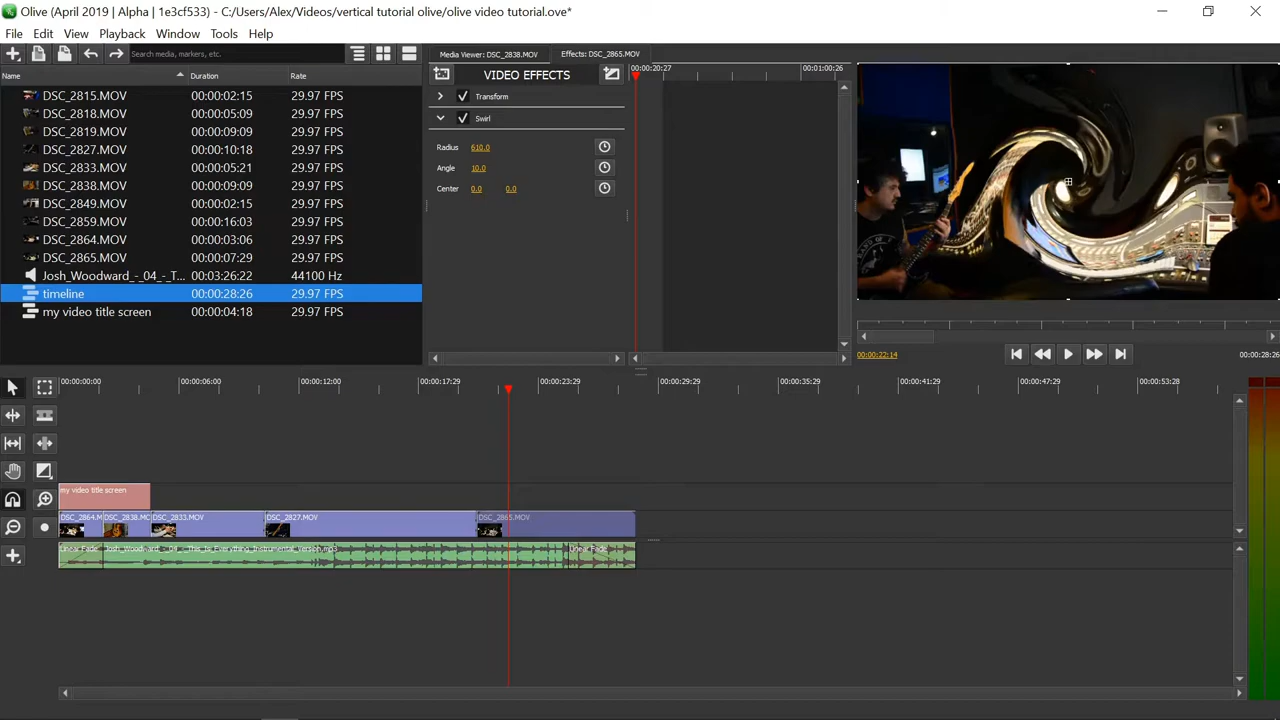 Olive (April 2019 | Alpha | 1e3cf533) - C:/Users/Alex/Videos/vertical tutorial olive/olive video tutorial.ove*
File Edit View Playback Window Tools Help
Search media, markers, etc.
Name Duration Rate
DSC_2815.MOV 00:00:02:15 29.97 FPS
DSC_2818.MOV 00:00:05:09 29.97 FPS
DSC_2819.MOV 00:00:09:09 29.97 FPS
DSC_2827.MOV 00:00:10:18 29.97 FPS
DSC_2833.MOV 00:00:05:21 29.97 FPS
DSC_2838.MOV 00:00:09:09 29.97 FPS
DSC_2849.MOV 00:00:02:15 29.97 FPS
DSC_2859.MOV 00:00:16:03 29.97 FPS
DSC_2864.MOV 00:00:03:06 29.97 FPS
DSC_2865.MOV 00:00:07:29 29.97 FPS
Josh_Woodward_-_04_-_T... 00:03:26:22 44100 Hz
timeline 00:00:28:26 29.97 FPS
my video title screen 00:00:04:18 29.97 FPS
Media Viewer: DSC_2838.MOV Effects: DSC_2865.MOV
VIDEO EFFECTS
00:00:20:27 00:01:00:26
Transform
Swirl
Radius 610.0
Angle 10.0
Center 0.0 0.0
00:00:22:14 00:00:28:26
00:00:00:00 00:00:06:00 00:00:12:00 00:00:17:29 00:00:23:29 00:00:29:29 00:00:35:29 00:00:41:29 00:00:47:29 00:00:53:28
my video title screen
DSC_2864.M DSC_2838.MC DSC_2833.MOV DSC_2827.MOV DSC_2865.MOV
Linear Fade Josh_Woodward_-_04_-_This_Is_Everything_Instrumental_Version.mp3 Linear Fade